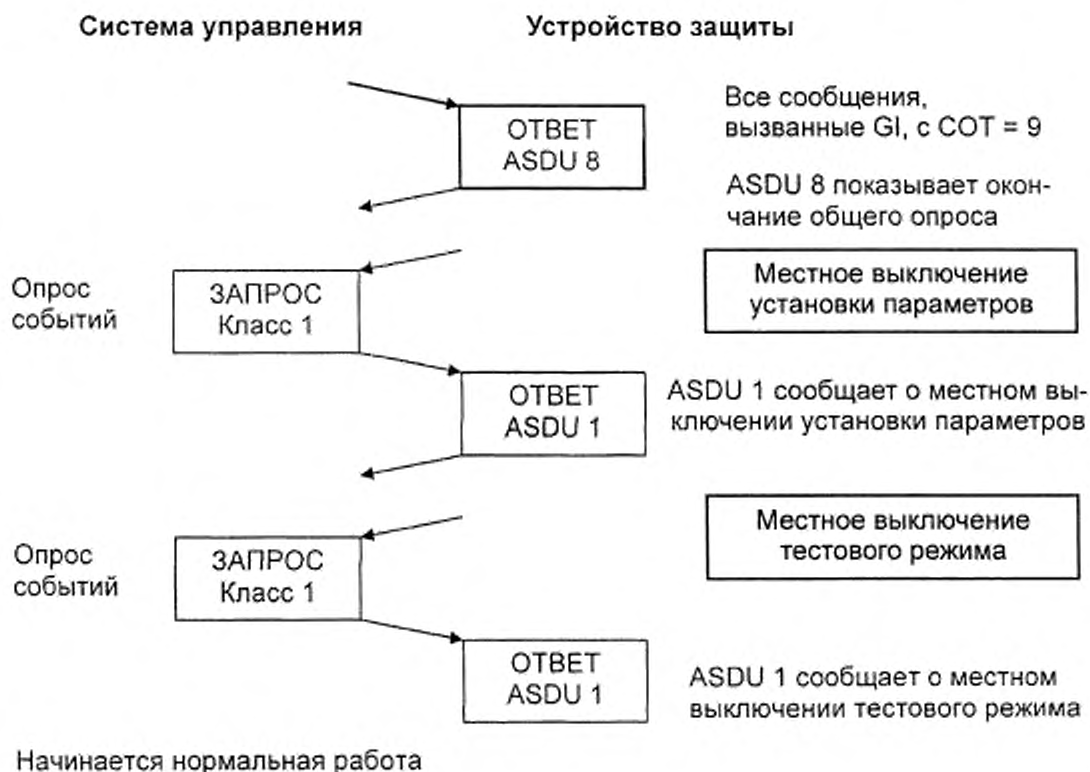 Система управления
Устройство защиты
ОТВЕТ
ASDU 8
Все сообщения,
вызванные GI, с COT = 9
ASDU 8 показывает окон-
чание общего опроса
Опрос
событий
ЗАПРОС
Класс 1
Местное выключение
установки параметров
ОТВЕТ
ASDU 1
ASDU 1 сообщает о местном вы-
ключении установки параметров
Опрос
событий
ЗАПРОС
Класс 1
Местное выключение
тестового режима
ОТВЕТ
ASDU 1
ASDU 1 сообщает о местном
выключении тестового режима
Начинается нормальная работа